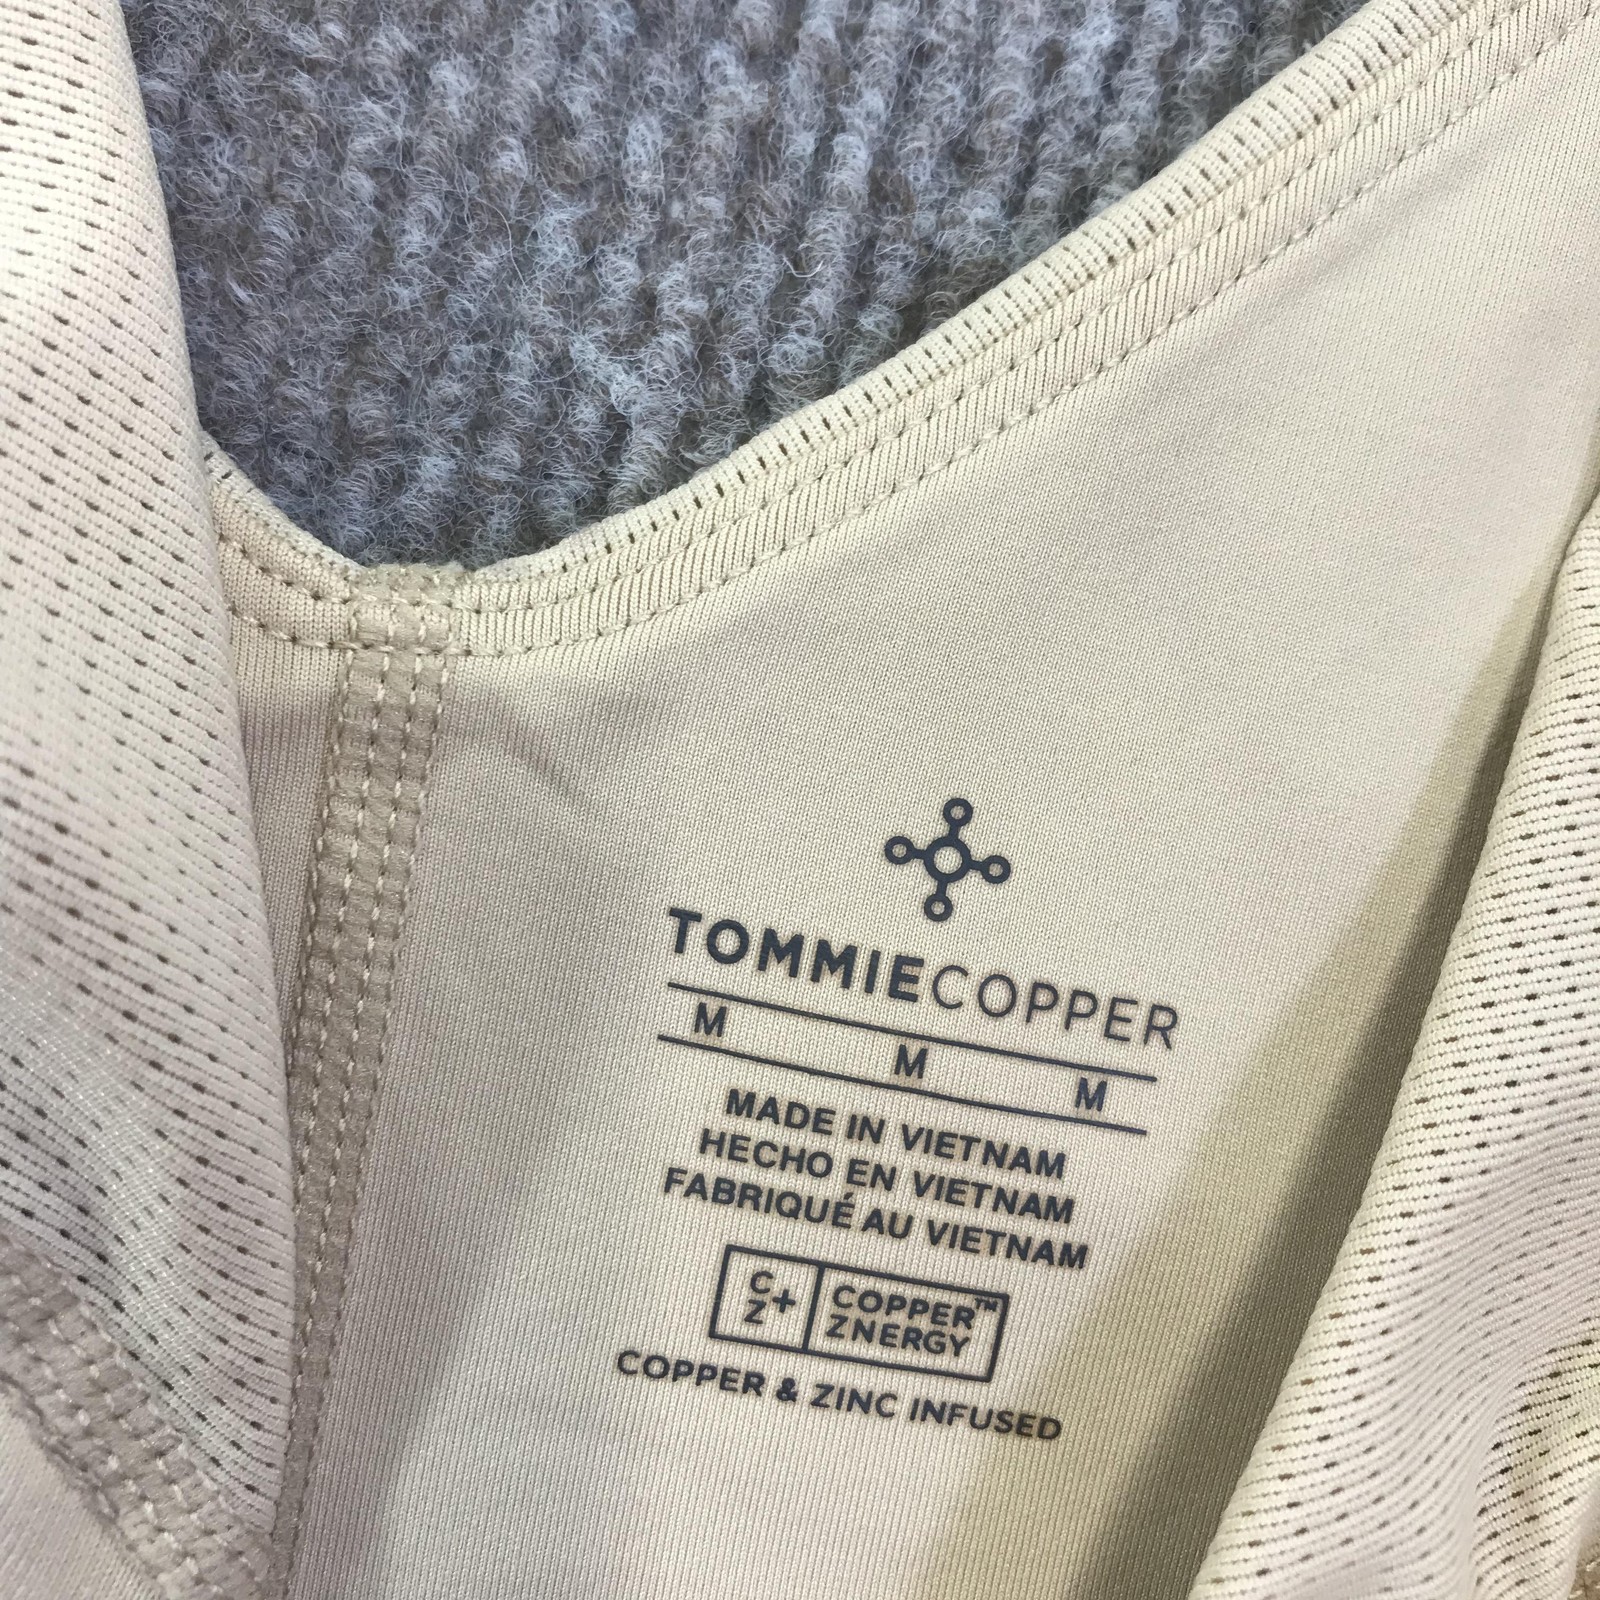 TOMMIECOPPER
M M M
MADE IN VIETNAM
HECHO EN VIETNAM
FABRIQUÉ AU VIETNAM
C+
Z
COPPER™
ZNERGY
COPPER & ZINC INFUSED